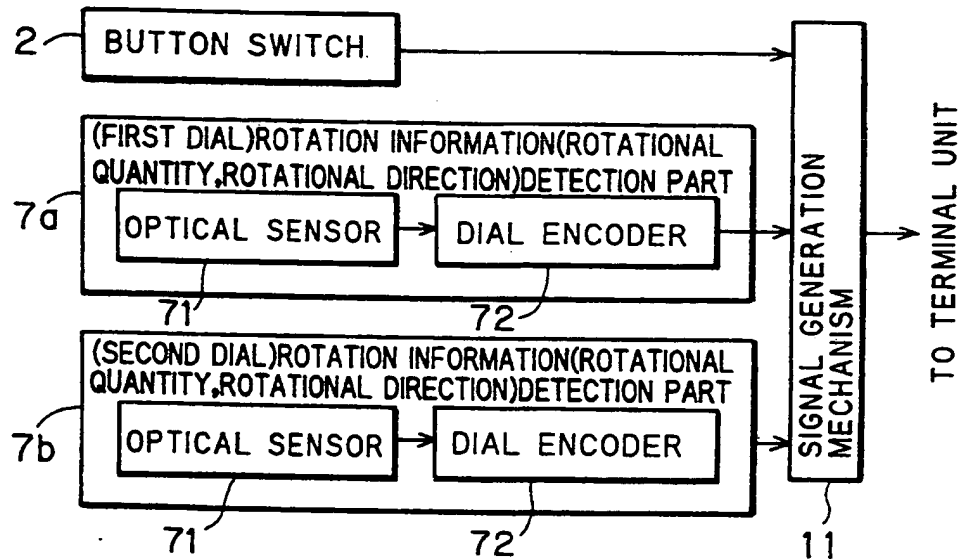 2
BUTTON SWITCH
(FIRST DIAL)ROTATION INFORMATION(ROTATIONAL
QUANTITY,ROTATIONAL DIRECTION)DETECTION PART
7a
OPTICAL SENSOR
DIAL ENCODER
71
72
(SECOND DIAL)ROTATION INFORMATION(ROTATIONAL
QUANTITY,ROTATIONAL DIRECTION)DETECTION PART
7b
OPTICAL SENSOR
DIAL ENCODER
71
72
SIGNAL GENERATION
MECHANISM
11
TO TERMINAL UNIT